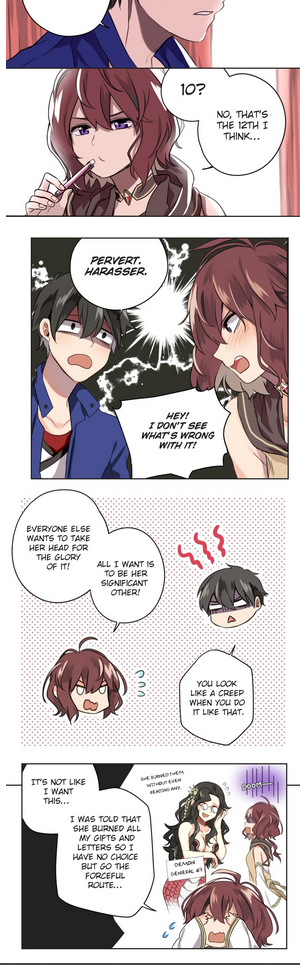 10?
NO, THAT'S
THE 12TH I
THINK...
PERVERT.
HARASSER.
HEY!
I DON'T SEE
WHAT'S WRONG
WITH IT!
EVERYONE ELSE
WANTS TO TAKE
HER HEAD FOR
THE GLORY
OF IT!
ALL I WANT IS
TO BE HER
SIGNIFICANT
OTHER!
YOU LOOK
LIKE A CREEP
WHEN YOU DO
IT LIKE THAT.
IT'S NOT LIKE
I WANT
THIS...
SHE BURNED THEM
WITHOUT EVEN
READING ANY.
DOOM...
I WAS TOLD THAT
SHE BURNED ALL
MY GIFTS AND
LETTERS SO I
HAVE NO CHOICE
BUT GO THE
FORCEFUL
ROUTE...
DEMON
GENERAL #7